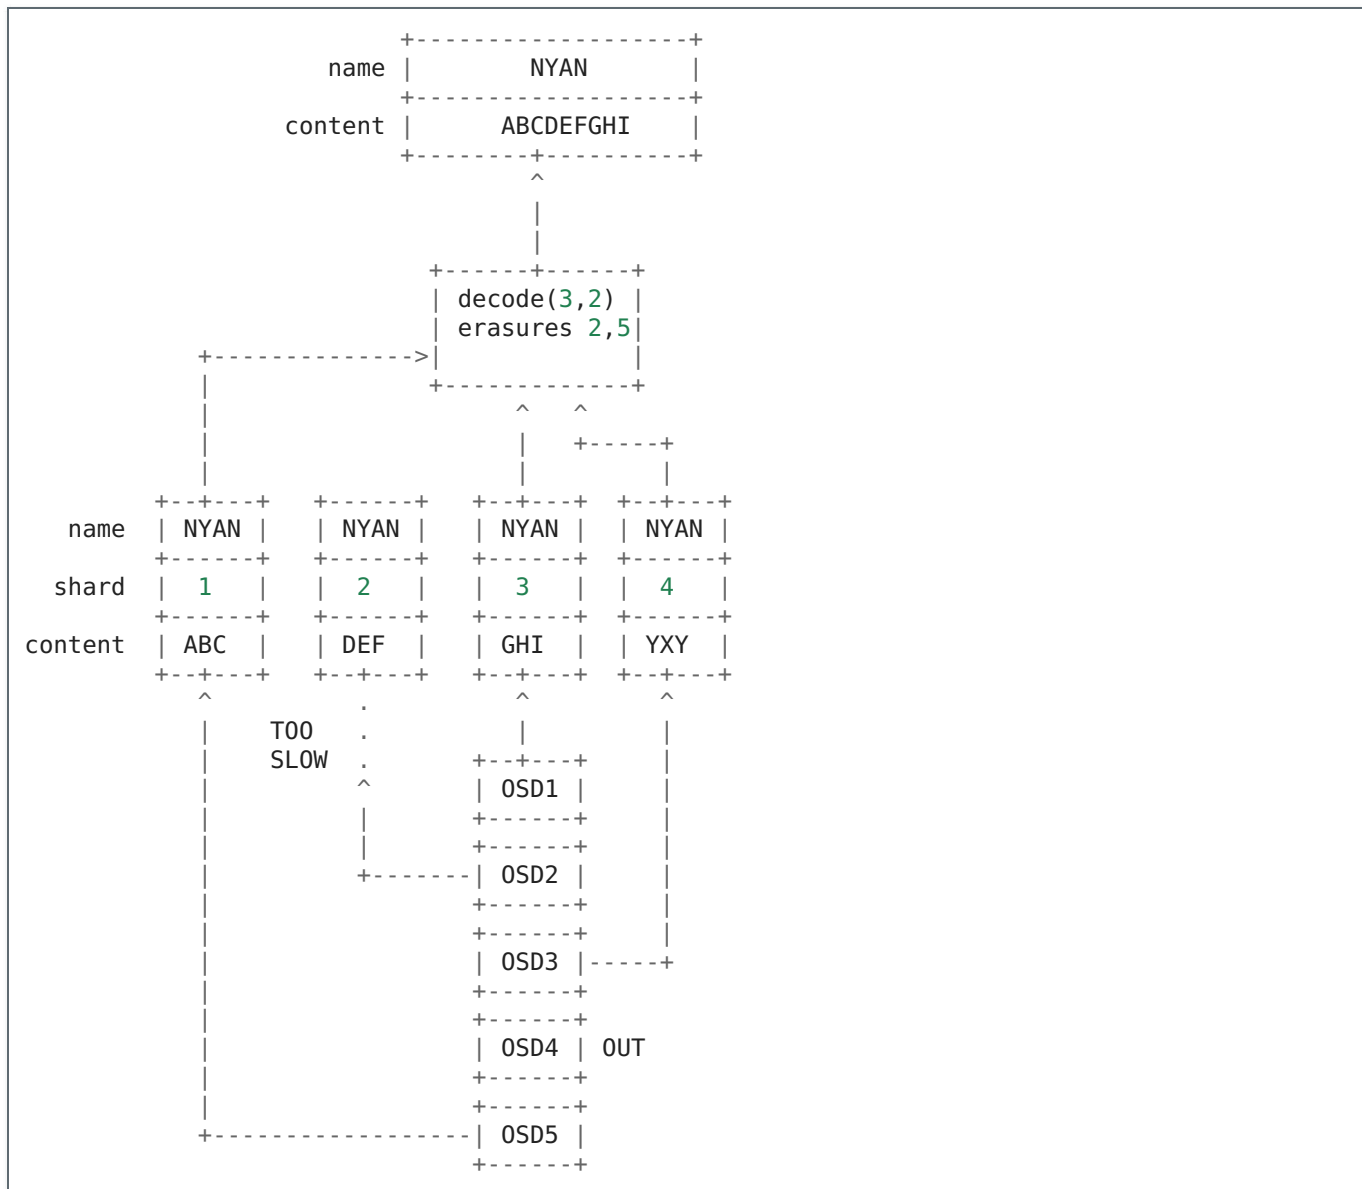 name NYAN
content ABCDEFGHI
decode(3,2)
erasures 2,5
name NYAN NYAN NYAN NYAN
shard 1 2 3 4
content ABC DEF GHI YXY
TOO
SLOW
OSD1
OSD2
OSD3
OSD4 OUT
OSD5